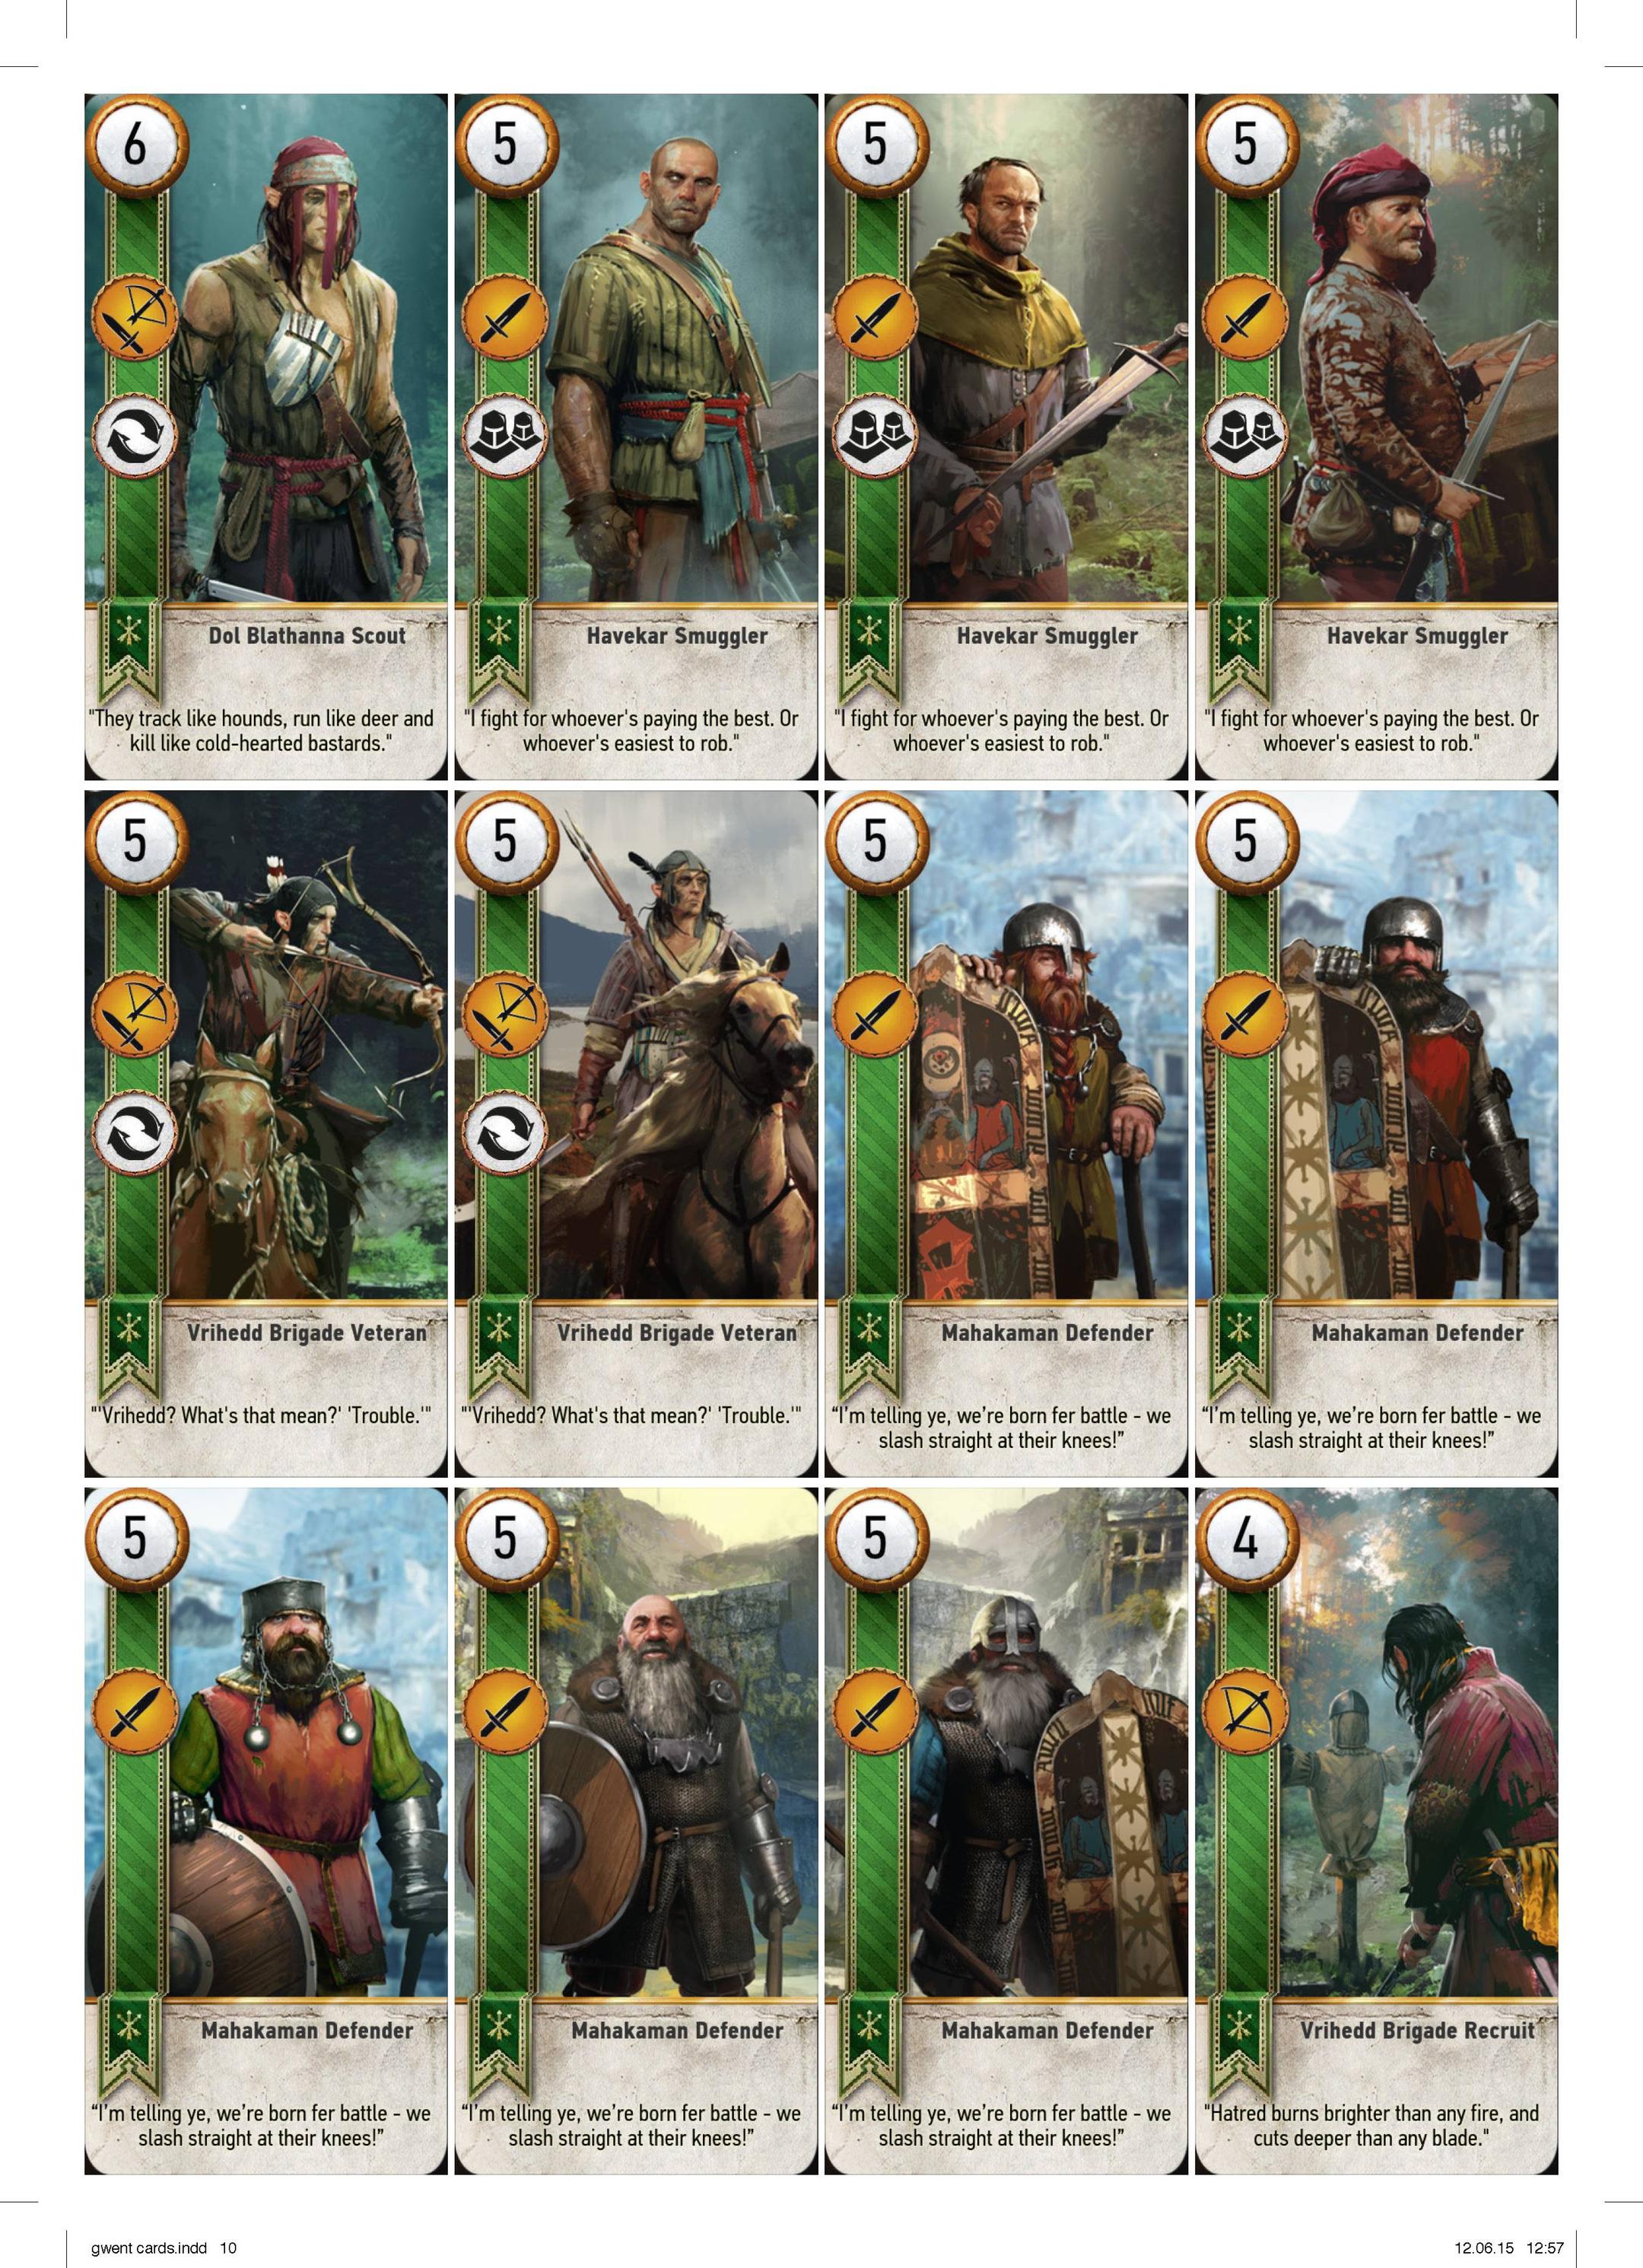 6
5
5
5
Dol Blathanna Scout
Havekar Smuggler
Havekar Smuggler
Havekar Smuggler
"They track like hounds, run like deer and
kill like cold-hearted bastards."
"I fight for whoever's paying the best. Or
whoever's easiest to rob."
"I fight for whoever's paying the best. Or
whoever's easiest to rob."
"I fight for whoever's paying the best. Or
whoever's easiest to rob."
5
5
5
5
Vrihedd Brigade Veteran
Vrihedd Brigade Veteran
Mahakaman Defender
Mahakaman Defender
"'Vrihedd? What's that mean?' 'Trouble.'"
"'Vrihedd? What's that mean?' 'Trouble.'"
“I’m telling ye, we’re born fer battle - we
slash straight at their knees!”
“I’m telling ye, we’re born fer battle - we
slash straight at their knees!”
5
5
5
4
Mahakaman Defender
Mahakaman Defender
Mahakaman Defender
Vrihedd Brigade Recruit
“I’m telling ye, we’re born fer battle - we
slash straight at their knees!”
“I’m telling ye, we’re born fer battle - we
slash straight at their knees!”
“I’m telling ye, we’re born fer battle - we
slash straight at their knees!”
"Hatred burns brighter than any fire, and
cuts deeper than any blade."
gwent cards.indd 10
12.06.15 12:57